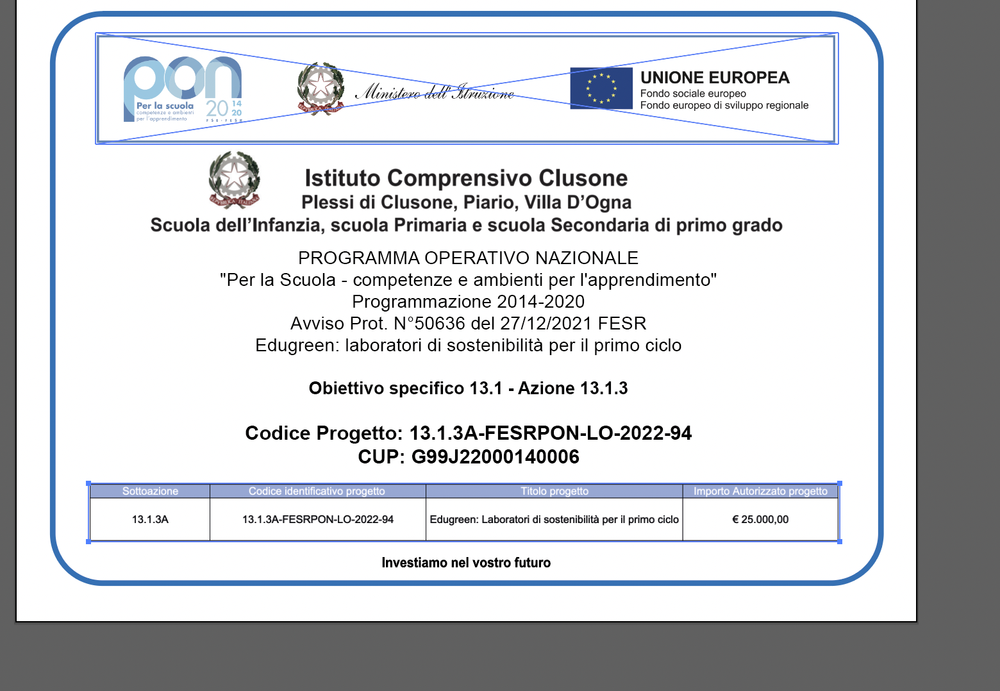 pon
Per la scuola
competenze e ambienti
per l'apprendimento
2014
20
FSE-FESR
REPVBBLICA ITALIANA
Ministero dell'Istruzione
UNIONE EUROPEA
Fondo sociale europeo
Fondo europeo di sviluppo regionale
REPVBBLICA ITALIANA
Istituto Comprensivo Clusone
Plessi di Clusone, Piario, Villa D'Ogna
Scuola dell'Infanzia, scuola Primaria e scuola Secondaria di primo grado
PROGRAMMA OPERATIVO NAZIONALE
"Per la Scuola - competenze e ambienti per l'apprendimento"
Programmazione 2014-2020
Avviso Prot. N°50636 del 27/12/2021 FESR
Edugreen: laboratori di sostenibilità per il primo ciclo
Obiettivo specifico 13.1 - Azione 13.1.3
Codice Progetto: 13.1.3A-FESRPON-LO-2022-94
CUP: G99J22000140006
Sottoazione Codice identificativo progetto Titolo progetto Importo Autorizzato progetto
13.1.3A 13.1.3A-FESRPON-LO-2022-94 Edugreen: Laboratori di sostenibilità per il primo ciclo € 25.000,00
Investiamo nel vostro futuro